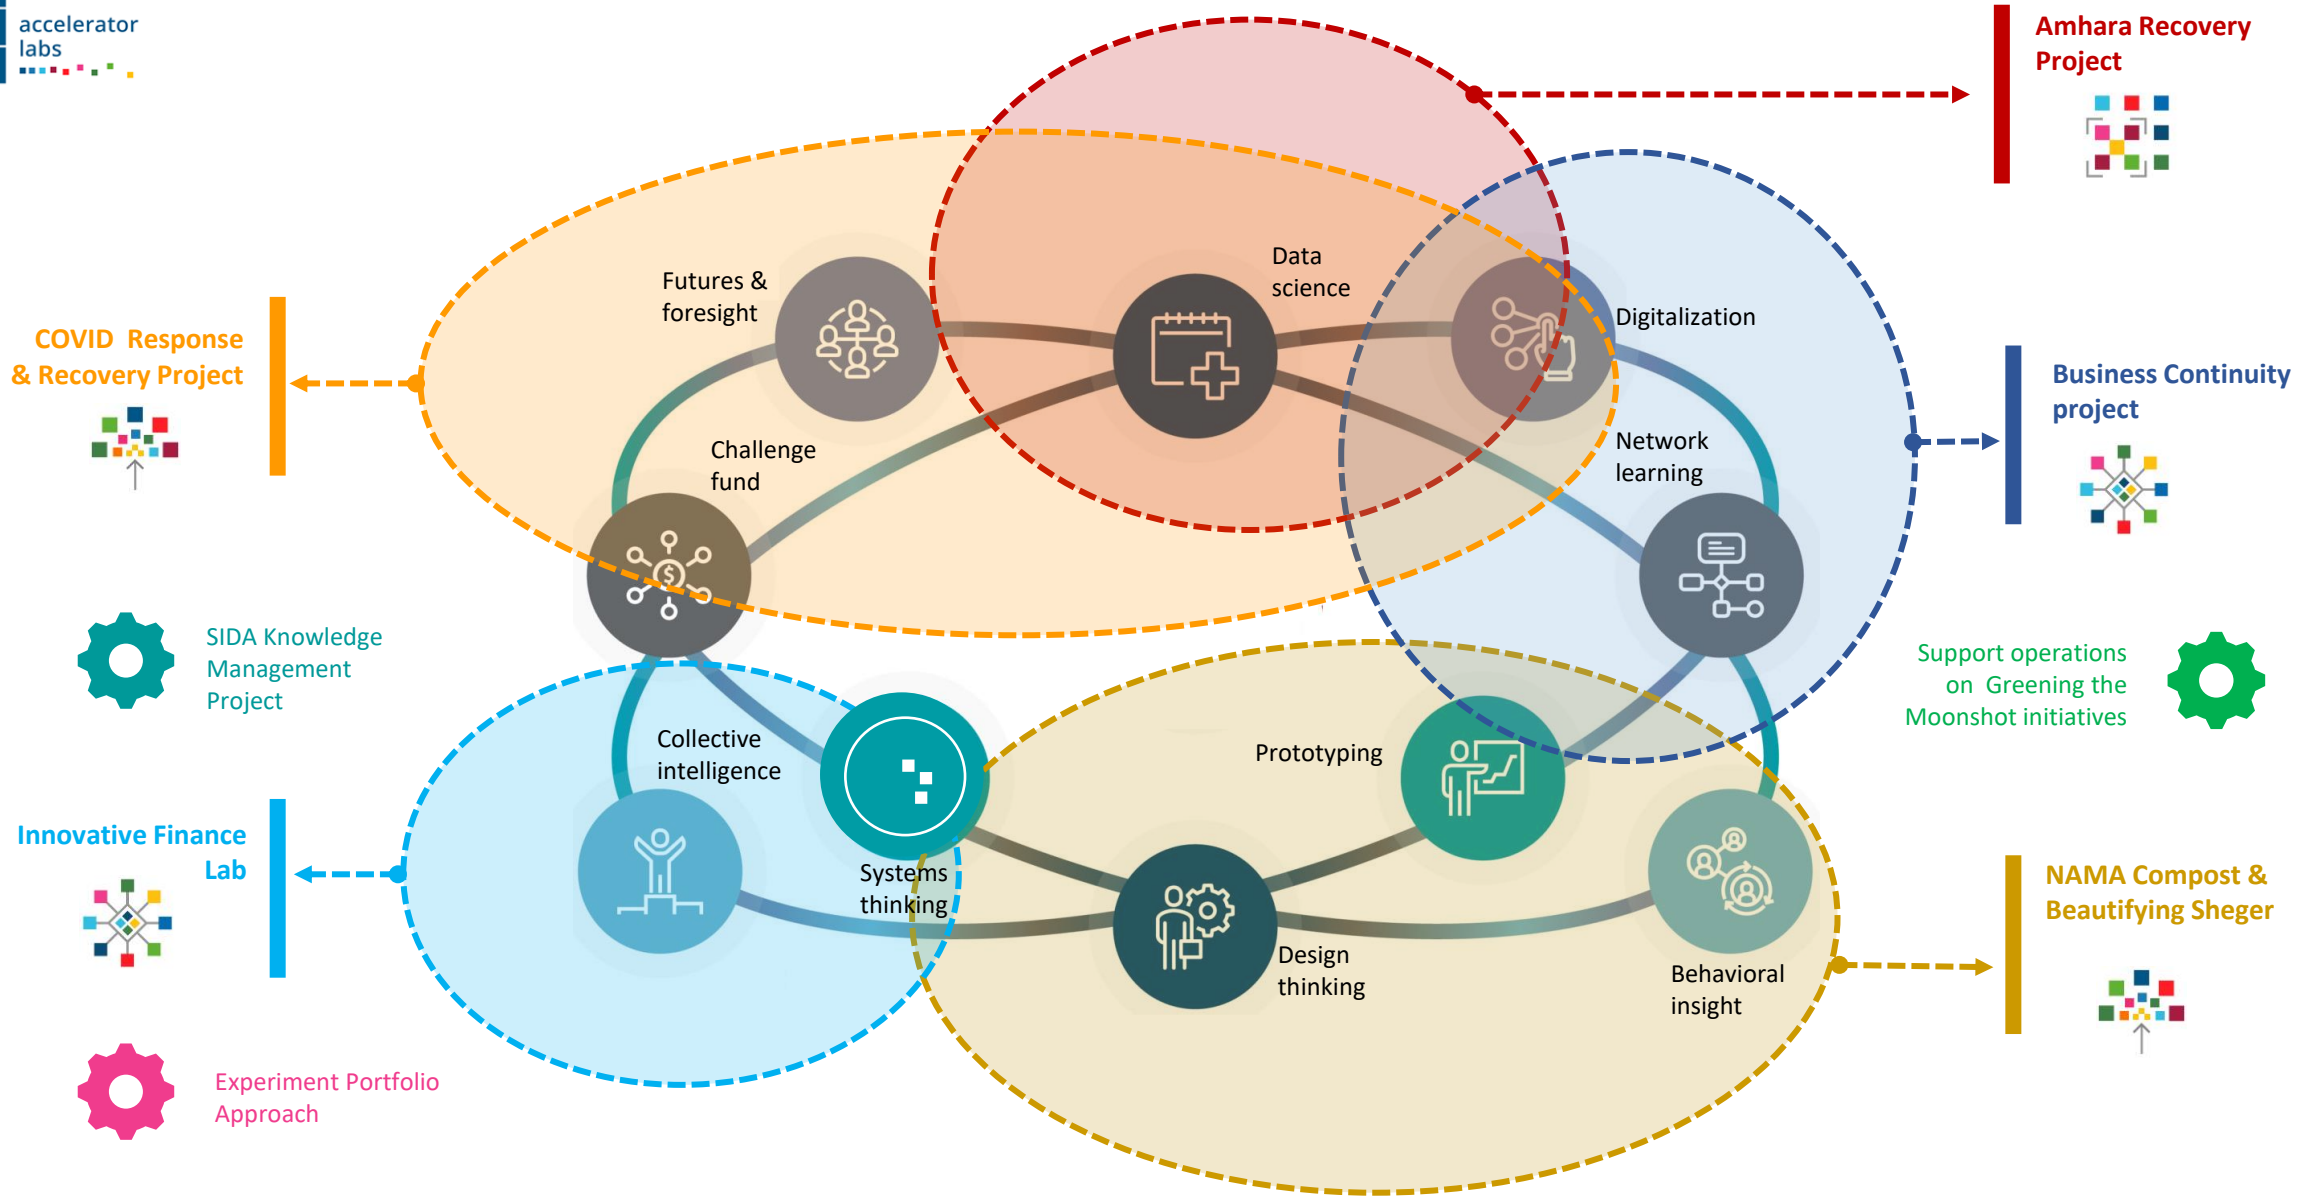 accelerator
labs
Amhara Recovery
Project
Data
science
Futures &
foresight
Digitalization
COVID  Response
& Recovery Project
Business Continuity
project
Challenge
fund
Network
learning
$
SIDA Knowledge
Management
Project
Support operations
on  Greening the
Moonshot initiatives
Collective
intelligence
Prototyping
Innovative Finance
Lab
Systems
thinking
NAMA Compost &
Beautifying Sheger
Design
thinking
Behavioral
insight
Experiment Portfolio
Approach